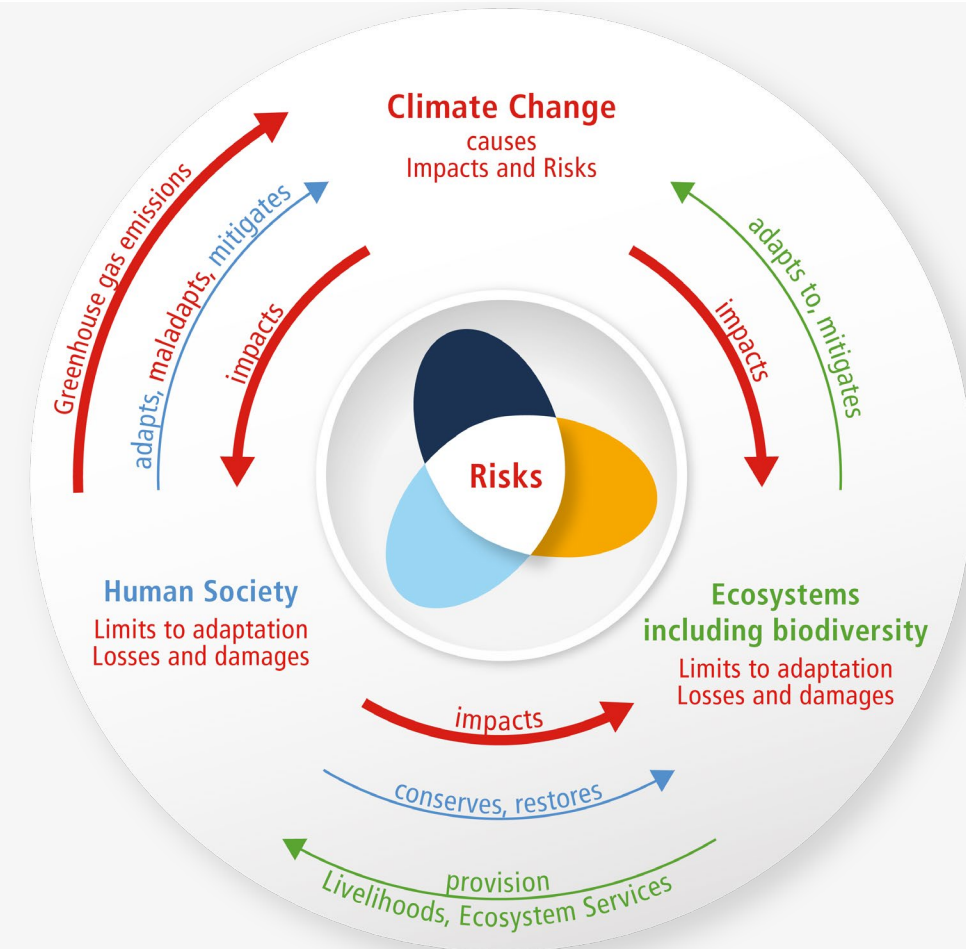 Climate Change
causes
Impacts and Risks
Greenhouse gas emissions
adapts, maladapts, mitigates
impacts
impacts
adapts to, mitigates
Risks
Human Society
Limits to adaptation
Losses and damages
Ecosystems
including biodiversity
Limits to adaptation
Losses and damages
impacts
conserves, restores
provision
Livelihoods, Ecosystem Services